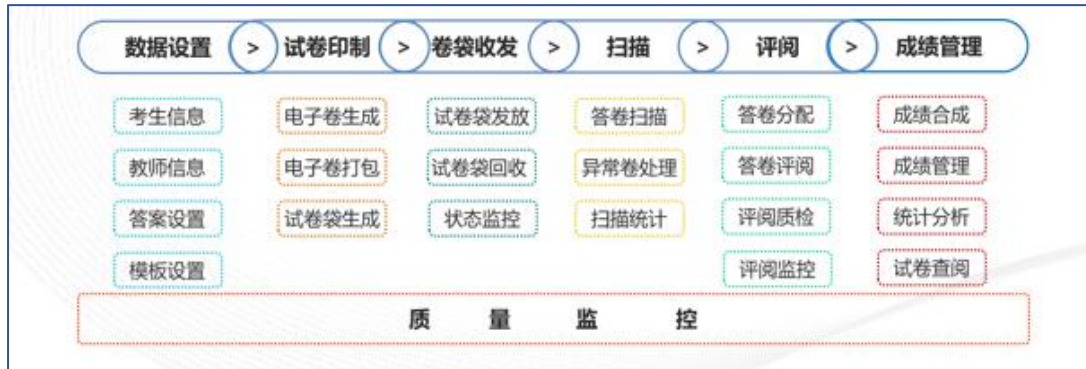 数据设置 > 试卷印制 > 卷袋收发 > 扫描 > 评阅 > 成绩管理
考生信息 电子卷生成 试卷袋发放 答卷扫描 答卷分配 成绩合成
教师信息 电子卷打包 试卷袋回收 异常卷处理 答卷评阅 成绩管理
答案设置 试卷袋生成 状态监控 扫描统计 评阅质检 统计分析
模板设置 评阅监控 试卷查阅
质量监控